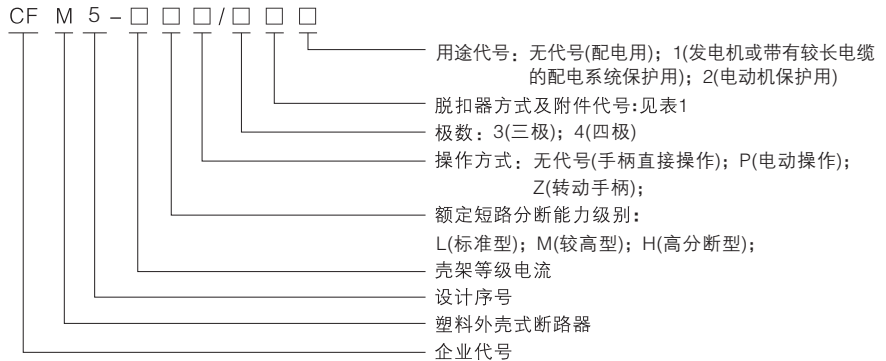 CF M 5-□□□/□□□
用途代号：无代号(配电用)；1(发电机或带有较长电缆
的配电系统保护用)；2(电动机保护用)
脱扣器方式及附件代号:见表1
极数：3(三极)；4(四极)
操作方式：无代号(手柄直接操作)；P(电动操作)；
Z(转动手柄)；
额定短路分断能力级别：
L(标准型)；M(较高型)；H(高分断型)；
壳架等级电流
设计序号
塑料外壳式断路器
企业代号